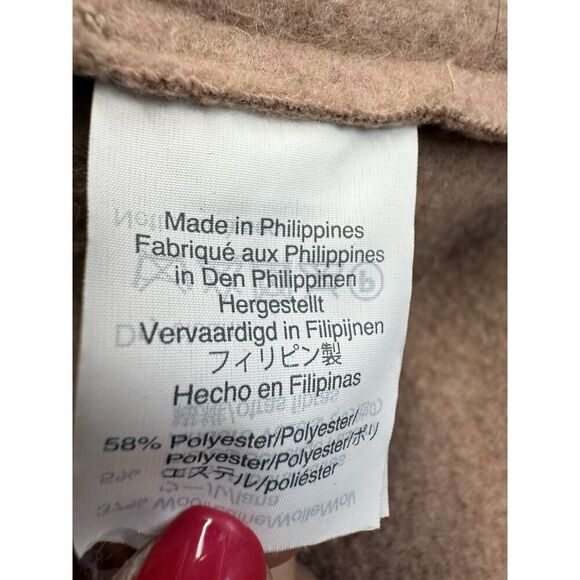 Made in Philippines
Fabriqué aux Philippines
in Den Philippinen
Hergestellt
Vervaardigd in Filipijnen
フィリピン製
Hecho en Filipinas
58% Polyester/Polyester/
Polyester/Polyester/ポリ
エステル/poliéster